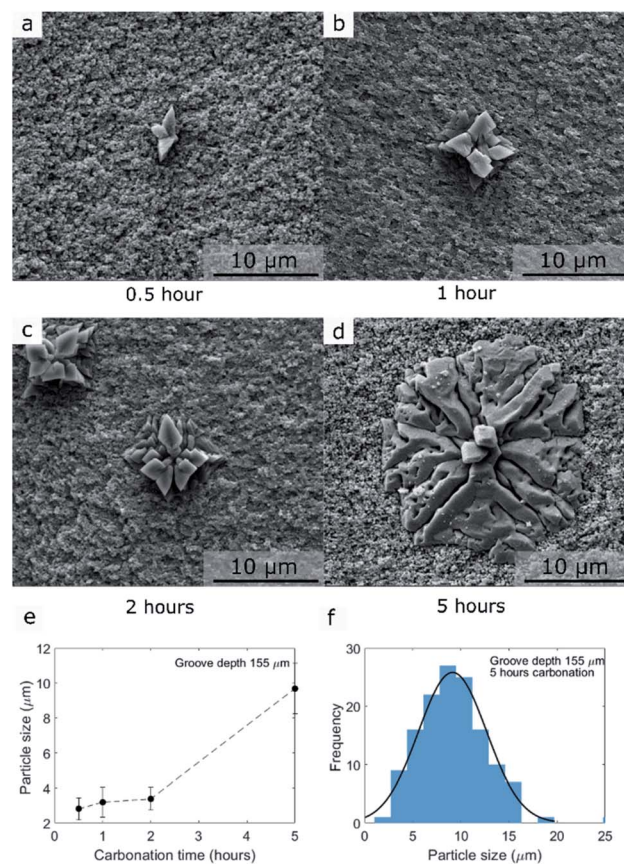 a
b
10 µm
10 µm
0.5 hour
1 hour
c
d
10 µm
10 µm
2 hours
5 hours
e
f
12
Groove depth 155 µm
10
8
6
4
2
Particle size (µm)
0 1 2 3 4 5
Carbonation time (hours)
30
Groove depth 155 µm
5 hours carbonation
20
10
0
Frequency
0 5 10 15 20 25
Particle size (µm)